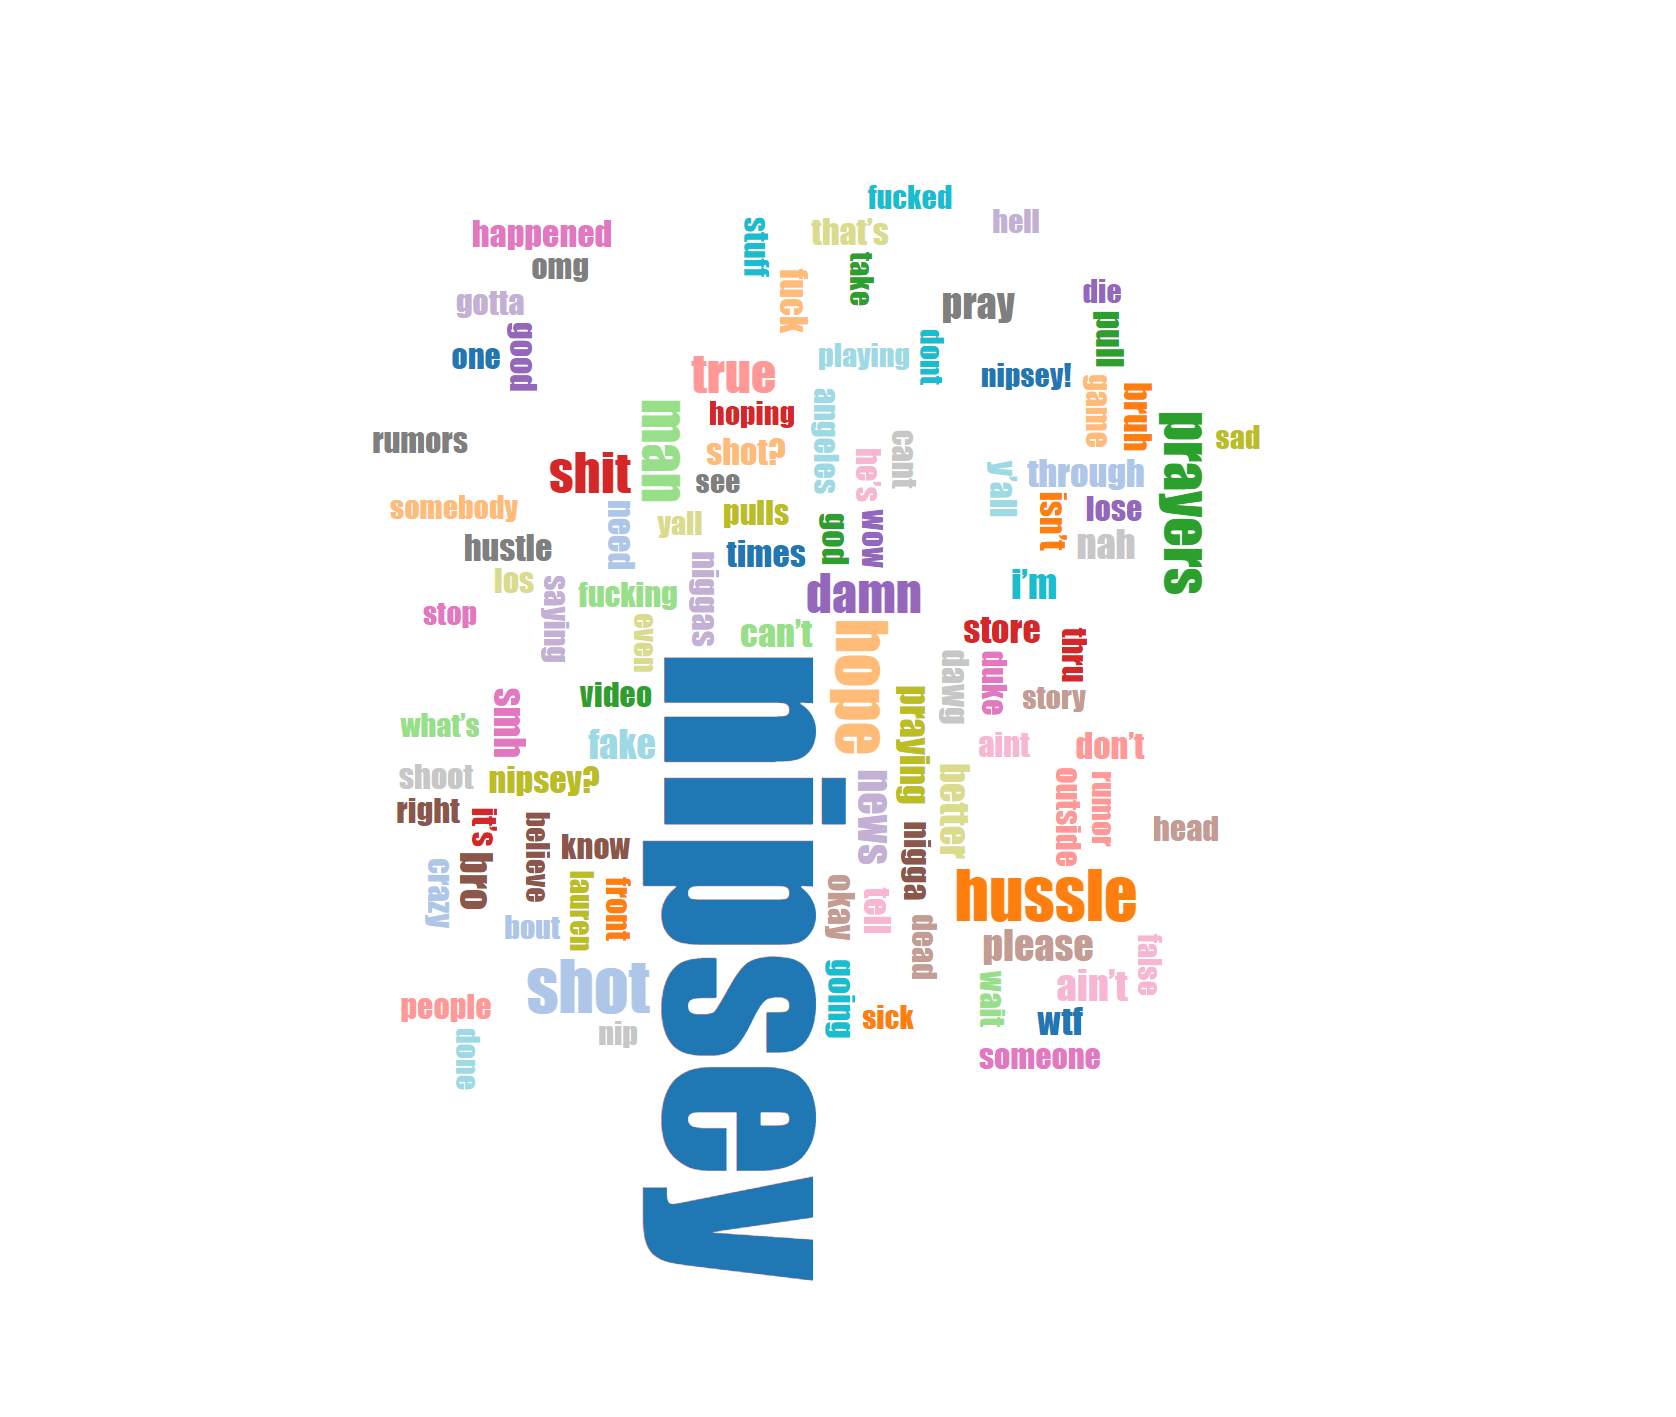 fucked
hell
happened
stuff
that's
omg
take
fuck
pray
die
gotta
pull
good
one
playing
dont
true
nipsey!
game
bruh
prayers
man
hoping
angeles
rumors
shot?
cant
sad
shit
see
he's
y'all
through
somebody
need
yall
pulls
god
wow
isn't
lose
hustle
times
nah
los
saying
fucking
niggas
damn
i'm
stop
even
can't
hope
store
thru
nipsey
dawg
duke
story
what's
smh
video
praying
fake
aint
don't
shoot
nipsey?
news
better
outside
rumor
right
it's
believe
know
nigga
head
crazy
bro
lauren
front
okay
tell
hussle
bout
dead
please
false
shot
going
wait
ain't
people
nip
sick
wtf
done
someone